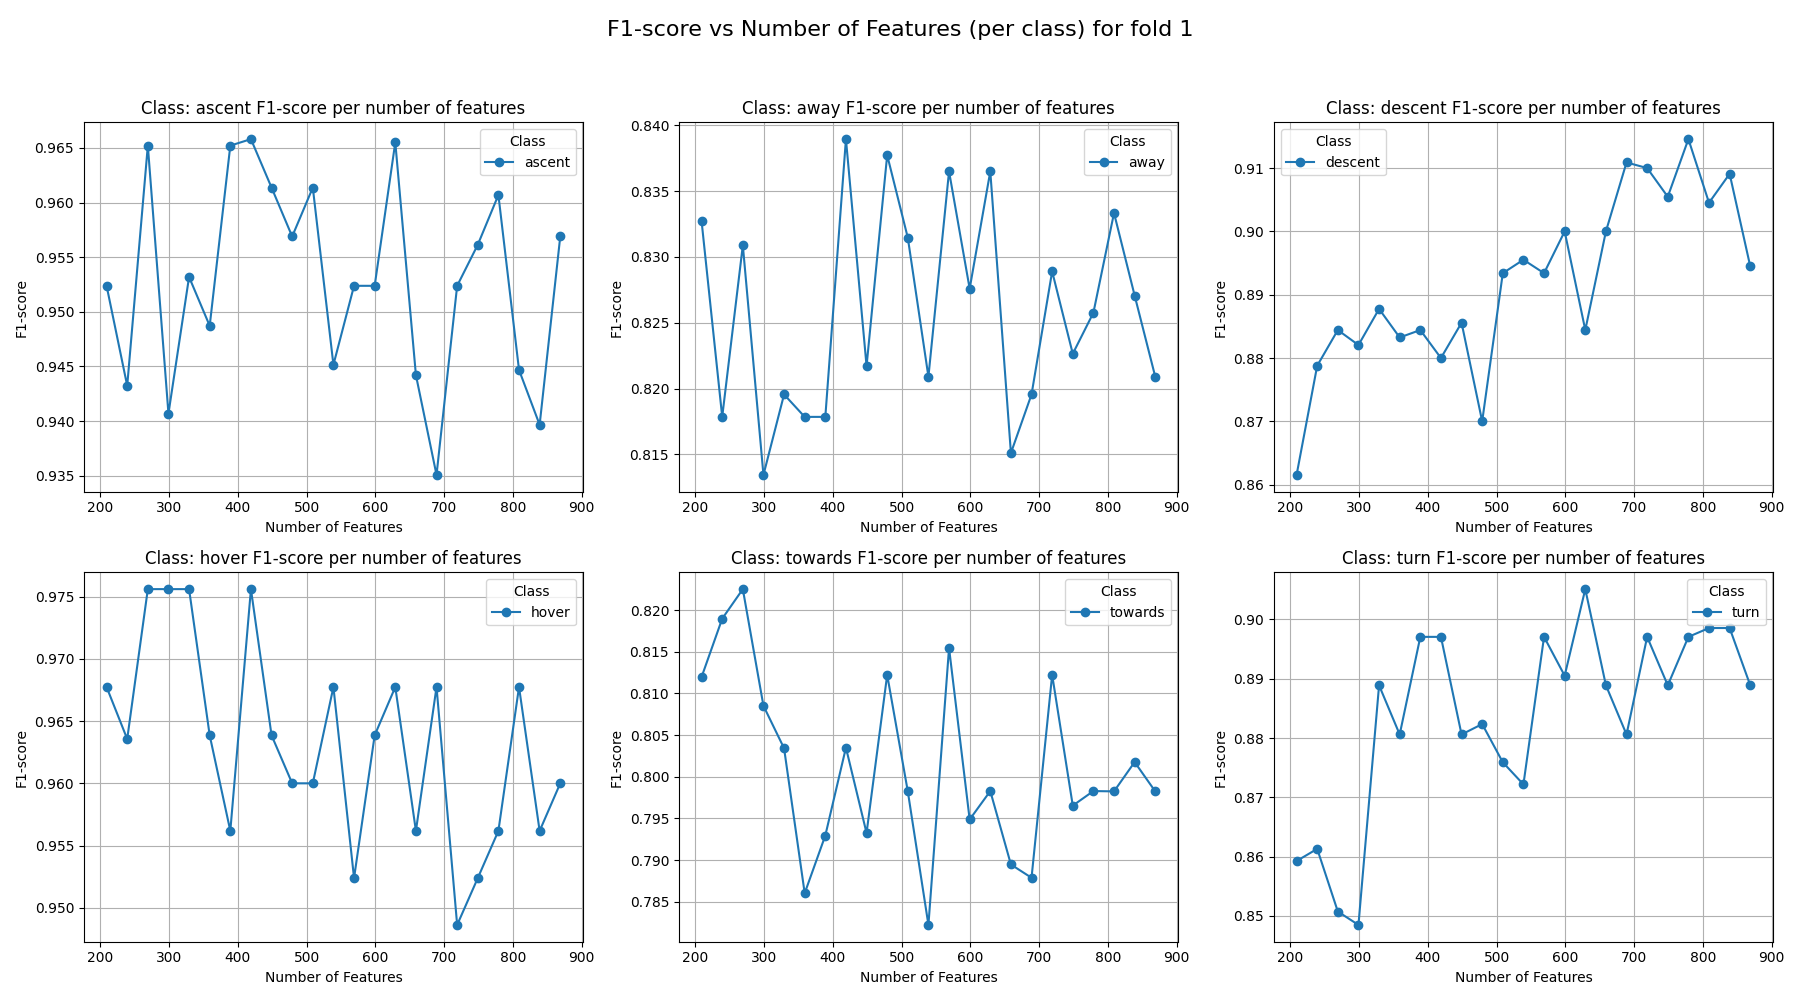 F1-score vs Number of Features (per class) for fold 1
Class: ascent F1-score per number of features
Class
ascent
0.965
0.960
0.955
0.950
0.945
0.940
0.935
F1-score
200 300 400 500 600 700 800 900
Number of Features
Class: away F1-score per number of features
Class
away
0.840
0.835
0.830
0.825
0.820
0.815
F1-score
200 300 400 500 600 700 800 900
Number of Features
Class: descent F1-score per number of features
Class
descent
0.91
0.90
0.89
0.88
0.87
0.86
F1-score
200 300 400 500 600 700 800 900
Number of Features
Class: hover F1-score per number of features
Class
hover
0.975
0.970
0.965
0.960
0.955
0.950
F1-score
200 300 400 500 600 700 800 900
Number of Features
Class: towards F1-score per number of features
Class
towards
0.820
0.815
0.810
0.805
0.800
0.795
0.790
0.785
F1-score
200 300 400 500 600 700 800 900
Number of Features
Class: turn F1-score per number of features
Class
turn
0.90
0.89
0.88
0.87
0.86
0.85
F1-score
200 300 400 500 600 700 800 900
Number of Features